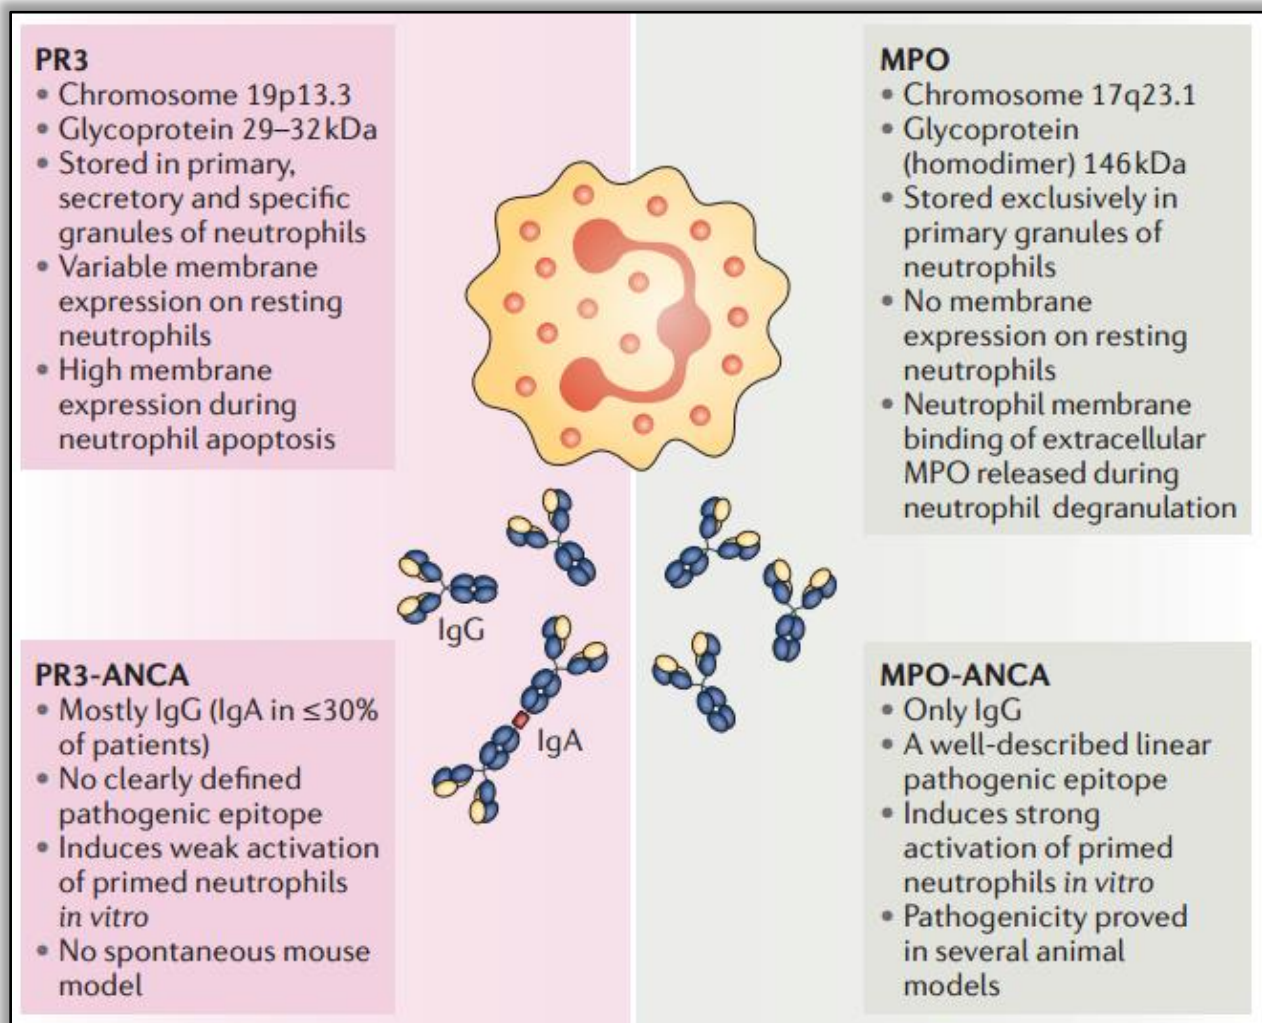 PR3
• Chromosome 19p13.3
• Glycoprotein 29–32 kDa
• Stored in primary,
secretory and specific
granules of neutrophils
• Variable membrane
expression on resting
neutrophils
• High membrane
expression during
neutrophil apoptosis
MPO
• Chromosome 17q23.1
• Glycoprotein
(homodimer) 146 kDa
• Stored exclusively in
primary granules of
neutrophils
• No membrane
expression on resting
neutrophils
• Neutrophil membrane
binding of extracellular
MPO released during
neutrophil degranulation
IgG
IgA
PR3-ANCA
• Mostly IgG (IgA in ≤30%
of patients)
• No clearly defined
pathogenic epitope
• Induces weak activation
of primed neutrophils
in vitro
• No spontaneous mouse
model
MPO-ANCA
• Only IgG
• A well-described linear
pathogenic epitope
• Induces strong
activation of primed
neutrophils in vitro
• Pathogenicity proved
in several animal
models